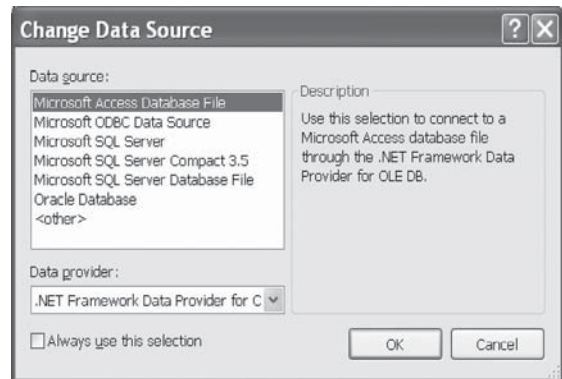 Change Data Source
Data source:
Microsoft Access Database File
Microsoft ODBC Data Source
Microsoft SQL Server
Microsoft SQL Server Compact 3.5
Microsoft SQL Server Database File
Oracle Database
<other>
Description
Use this selection to connect to a
Microsoft Access database file
through the .NET Framework Data
Provider for OLE DB.
Data provider:
.NET Framework Data Provider for C
Always use this selection
OK
Cancel